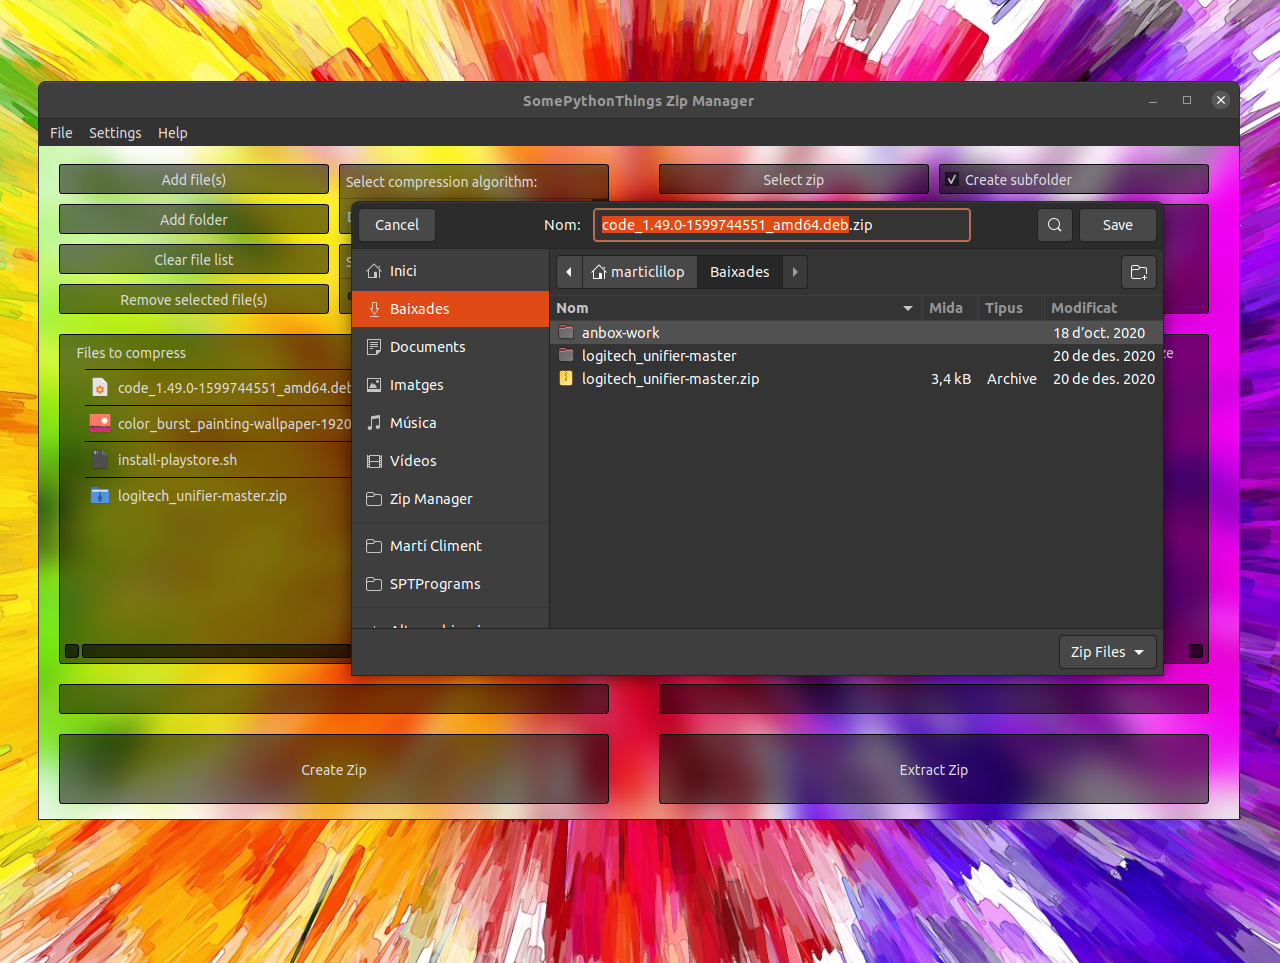 SomePythonThings Zip Manager
File Settings Help
Add file(s)
Select compression algorithm:
Select zip
Create subfolder
Add folder
Clear file list
Remove selected file(s)
Cancel
Nom:
code_1.49.0-1599744551_amd64.deb.zip
Save
marticlilop
Baixades
Inici
Baixades
Documents
Imatges
Música
Vídeos
Zip Manager
Martí Climent
SPTPrograms
Nom Mida Tipus Modificat
anbox-work 18 d’oct. 2020
logitech_unifier-master 20 de des. 2020
logitech_unifier-master.zip 3,4 kB Archive 20 de des. 2020
Zip Files
Files to compress
code_1.49.0-1599744551_amd64.deb
color_burst_painting-wallpaper-1920
install-playstore.sh
logitech_unifier-master.zip
Create Zip
Extract Zip